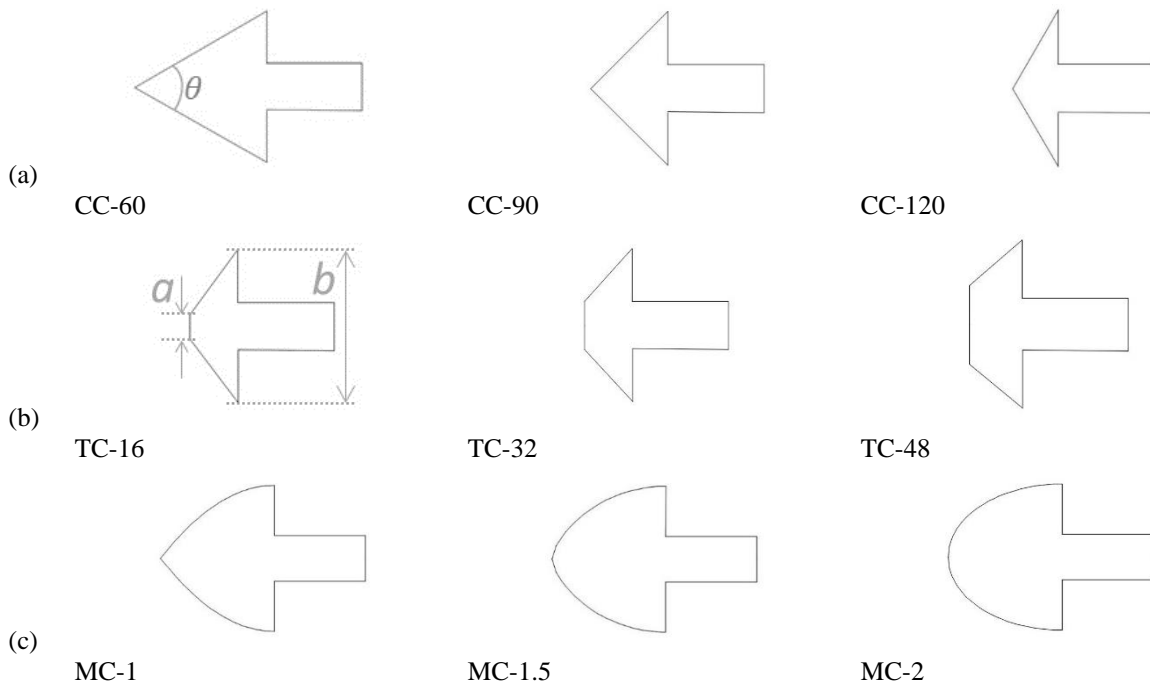 θ
(a)
CC-60 CC-90 CC-120
a b
(b)
TC-16 TC-32 TC-48
(c)
MC-1 MC-1.5 MC-2